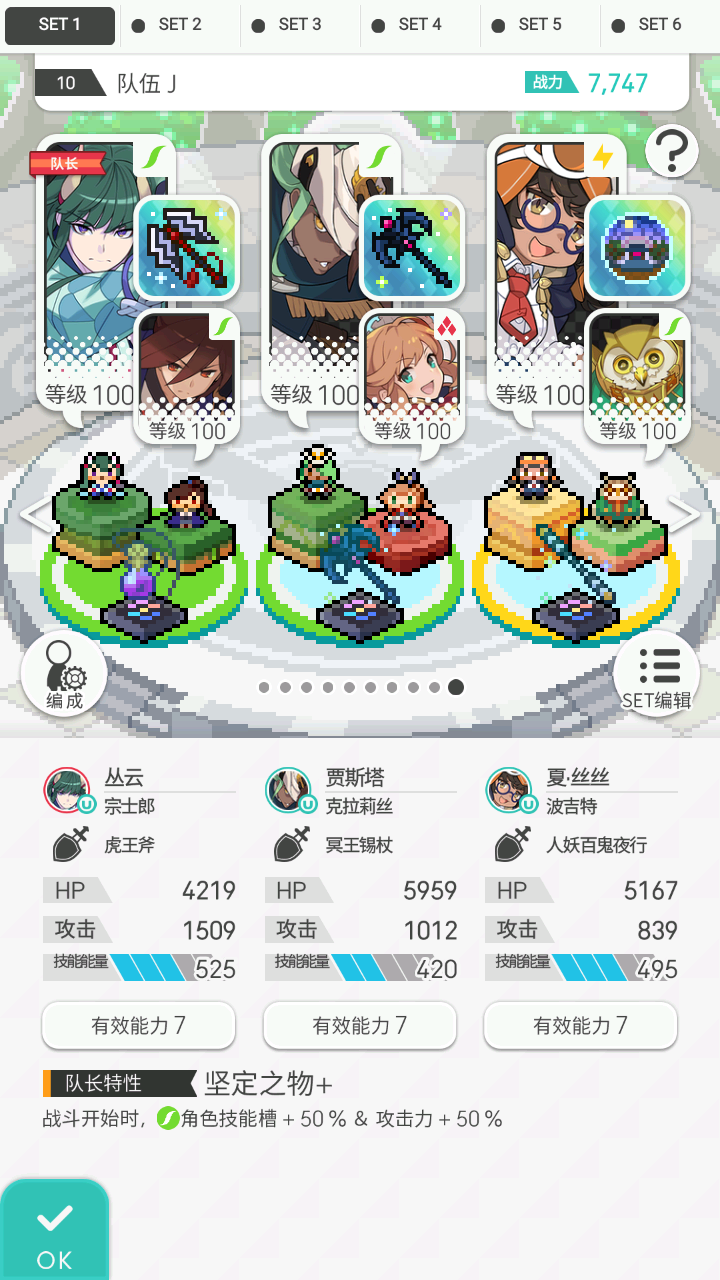 SET 1
SET 2
SET 3
SET 4
SET 5
SET 6
10 队伍 J 战力 7,747
队长
?
等级 100 等级 100 等级 100
等级 100 等级 100 等级 100
编成
SET编辑
丛云 贾斯塔 夏·丝丝
宗士郎 克拉莉丝 波吉特
虎王斧 冥王锡杖 人妖百鬼夜行
HP 4219 HP 5959 HP 5167
攻击 1509 攻击 1012 攻击 839
技能能量 525 技能能量 420 技能能量 495
有效能力 7 有效能力 7 有效能力 7
队长特性 坚定之物+
战斗开始时, 角色技能槽+50% & 攻击力+50%
OK